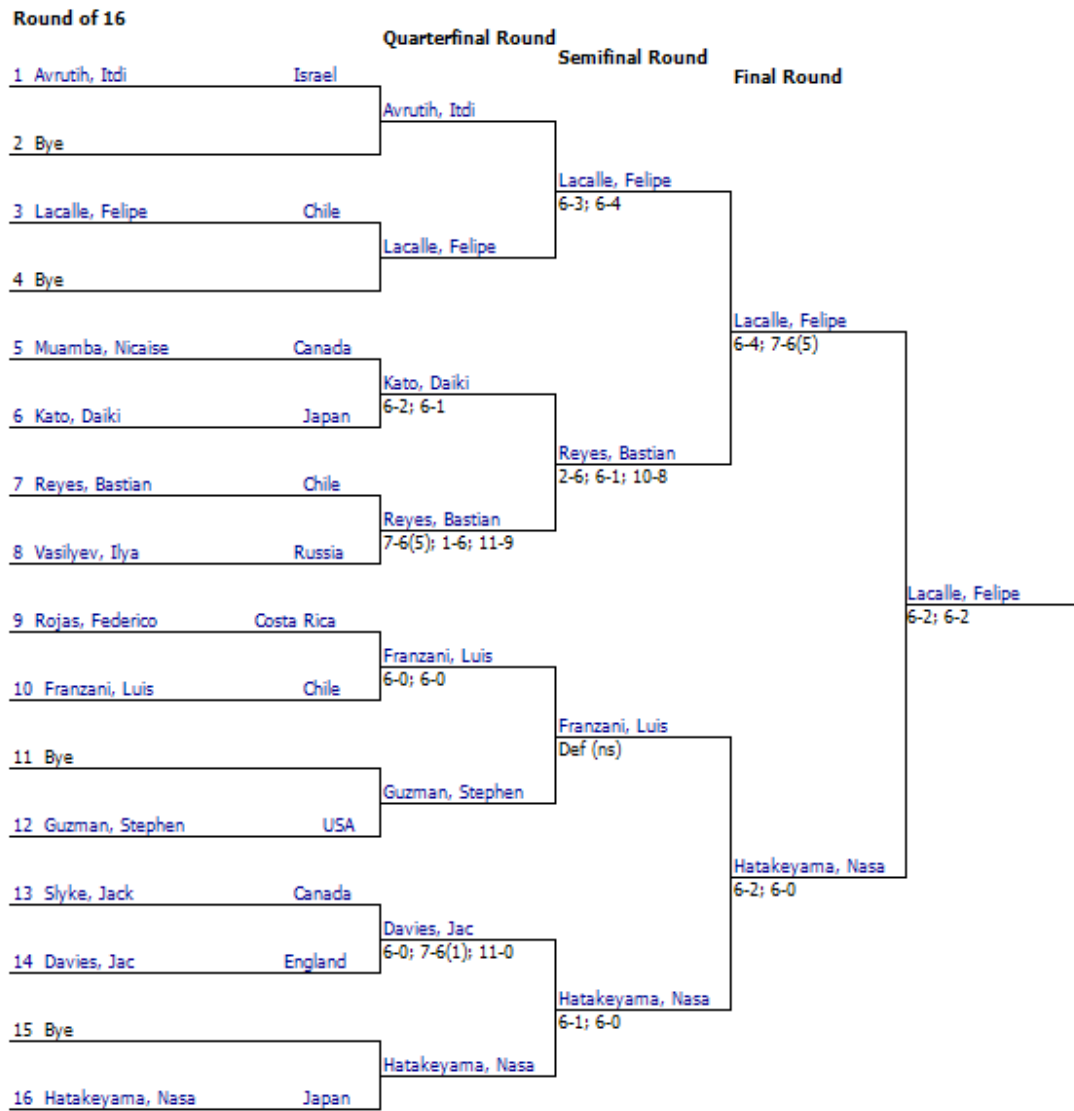 Round of 16
Quarterfinal Round
Semifinal Round
Final Round
1 Avrutih, Itdi Israel
Avrutih, Itdi
2 Bye
Lacalle, Felipe
6-3; 6-4
3 Lacalle, Felipe Chile
Lacalle, Felipe
4 Bye
Lacalle, Felipe
6-4; 7-6(5)
5 Muamba, Nicaise Canada
Kato, Daiki
6-2; 6-1
6 Kato, Daiki Japan
Reyes, Bastian
2-6; 6-1; 10-8
7 Reyes, Bastian Chile
Reyes, Bastian
7-6(5); 1-6; 11-9
8 Vasilyev, Ilya Russia
Lacalle, Felipe
6-2; 6-2
9 Rojas, Federico Costa Rica
Franzani, Luis
6-0; 6-0
10 Franzani, Luis Chile
Franzani, Luis
Def (ns)
11 Bye
Guzman, Stephen
12 Guzman, Stephen USA
Hatakeyama, Nasa
6-2; 6-0
13 Slyke, Jack Canada
Davies, Jac
6-0; 7-6(1); 11-0
14 Davies, Jac England
Hatakeyama, Nasa
6-1; 6-0
15 Bye
Hatakeyama, Nasa
16 Hatakeyama, Nasa Japan